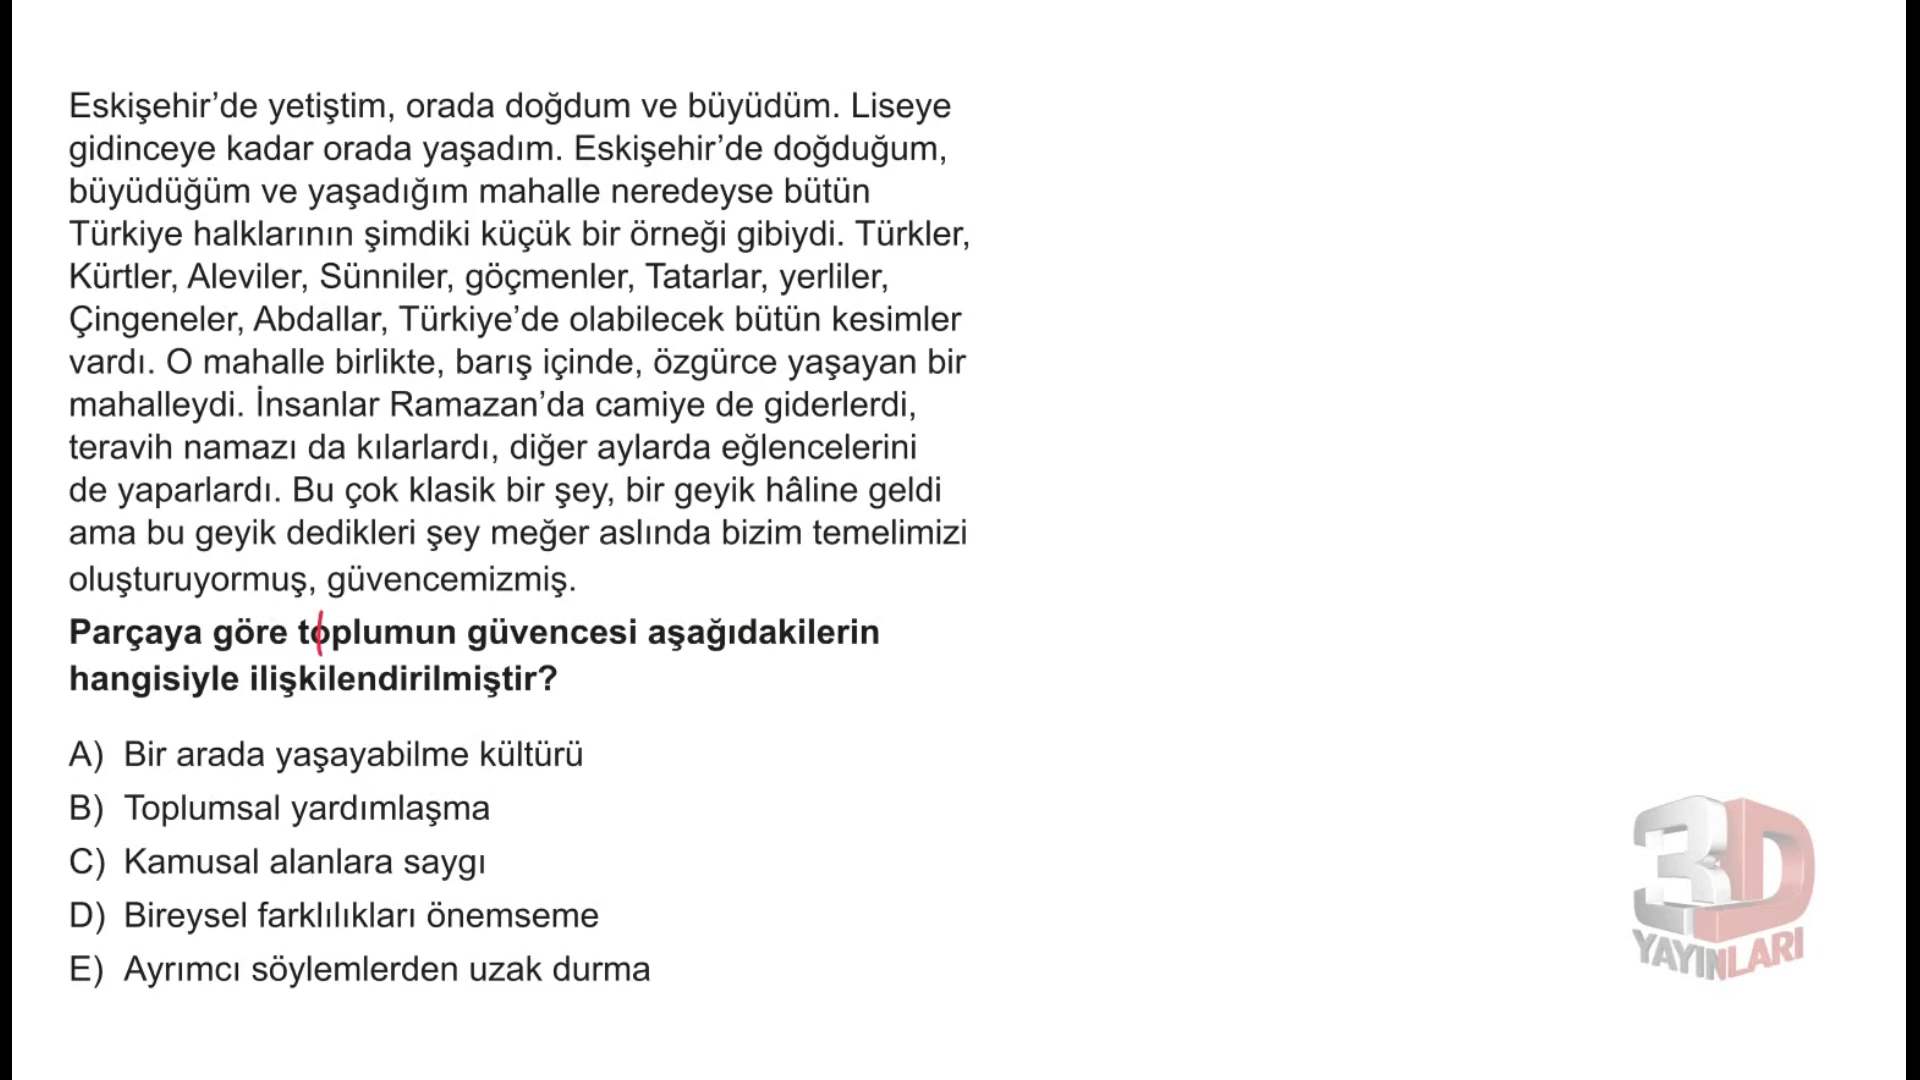 Eskişehir’de yetiştim, orada doğdum ve büyüdüm. Liseye
gidinceye kadar orada yaşadım. Eskişehir’de doğduğum,
büyüdüğüm ve yaşadığım mahalle neredeyse bütün
Türkiye halklarının şimdiki küçük bir örneği gibiydi. Türkler,
Kürtler, Aleviler, Sünniler, göçmenler, Tatarlar, yerliler,
Çingeneler, Abdallar, Türkiye’de olabilecek bütün kesimler
vardı. O mahalle birlikte, barış içinde, özgürce yaşayan bir
mahalleydi. İnsanlar Ramazan’da camiye de giderlerdi,
teravih namazı da kılarlardı, diğer aylarda eğlencelerini
de yaparlardı. Bu çok klasik bir şey, bir geyik hâline geldi
ama bu geyik dedikleri şey meğer aslında bizim temelimizi
oluşturuyormuş, güvencemizmiş.
Parçaya göre toplumun güvencesi aşağıdakilerin
hangisiyle ilişkilendirilmiştir?
A) Bir arada yaşayabilme kültürü
B) Toplumsal yardımlaşma
C) Kamusal alanlara saygı
D) Bireysel farklılıkları önemseme
E) Ayrımcı söylemlerden uzak durma
3D
YAYINLARI